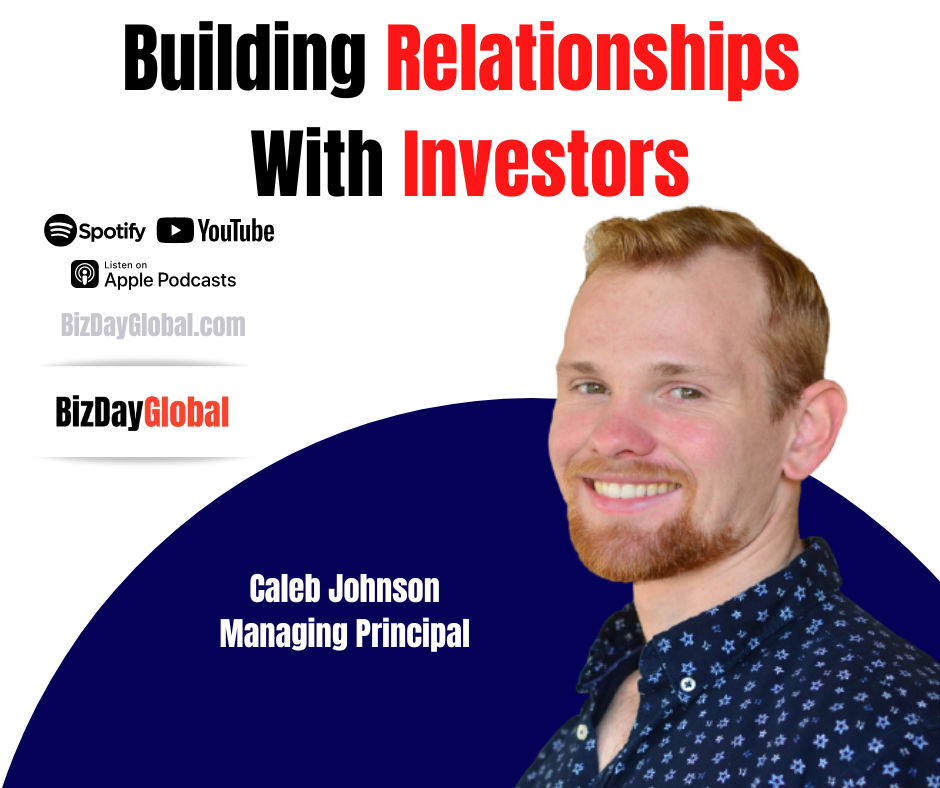 Building Relationships
With Investors
Spotify YouTube
Listen on
Apple Podcasts
BizDayGlobal.com
BizDayGlobal
Caleb Johnson
Managing Principal